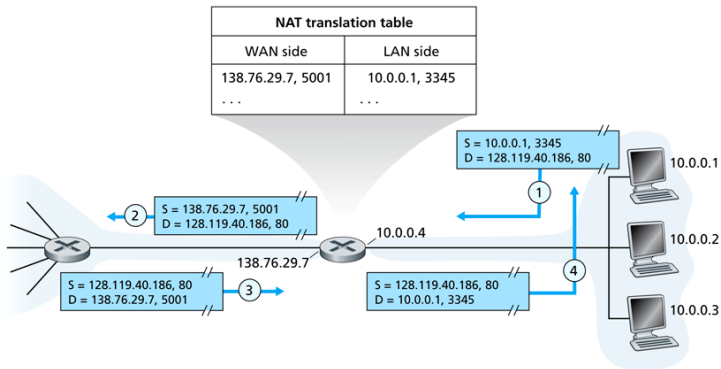 NAT translation table
WAN side LAN side
138.76.29.7, 5001 10.0.0.1, 3345
. . . . . .
S = 10.0.0.1, 3345
D = 128.119.40.186, 80
10.0.0.1
1
S = 138.76.29.7, 5001
D = 128.119.40.186, 80
2
10.0.0.4
10.0.0.2
138.76.29.7
4
S = 128.119.40.186, 80
D = 138.76.29.7, 5001
3
S = 128.119.40.186, 80
D = 10.0.0.1, 3345
10.0.0.3